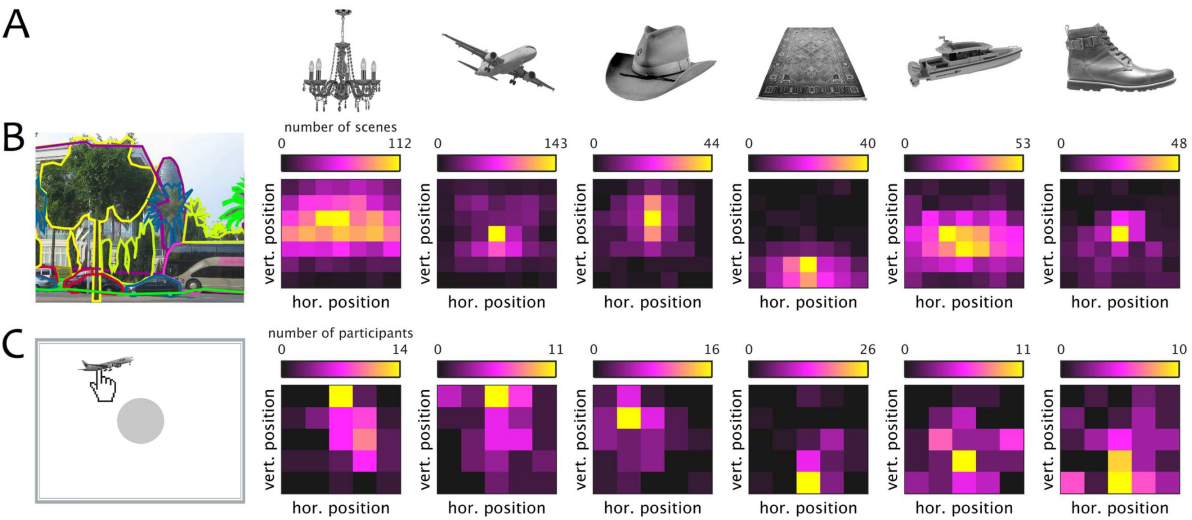 A
B
number of scenes
0 112
0 143
0 44
0 40
0 53
0 48
vert. position
vert. position
vert. position
vert. position
vert. position
vert. position
hor. position
hor. position
hor. position
hor. position
hor. position
hor. position
C
number of participants
0 14
0 11
0 16
0 26
0 11
0 10
vert. position
vert. position
vert. position
vert. position
vert. position
vert. position
hor. position
hor. position
hor. position
hor. position
hor. position
hor. position